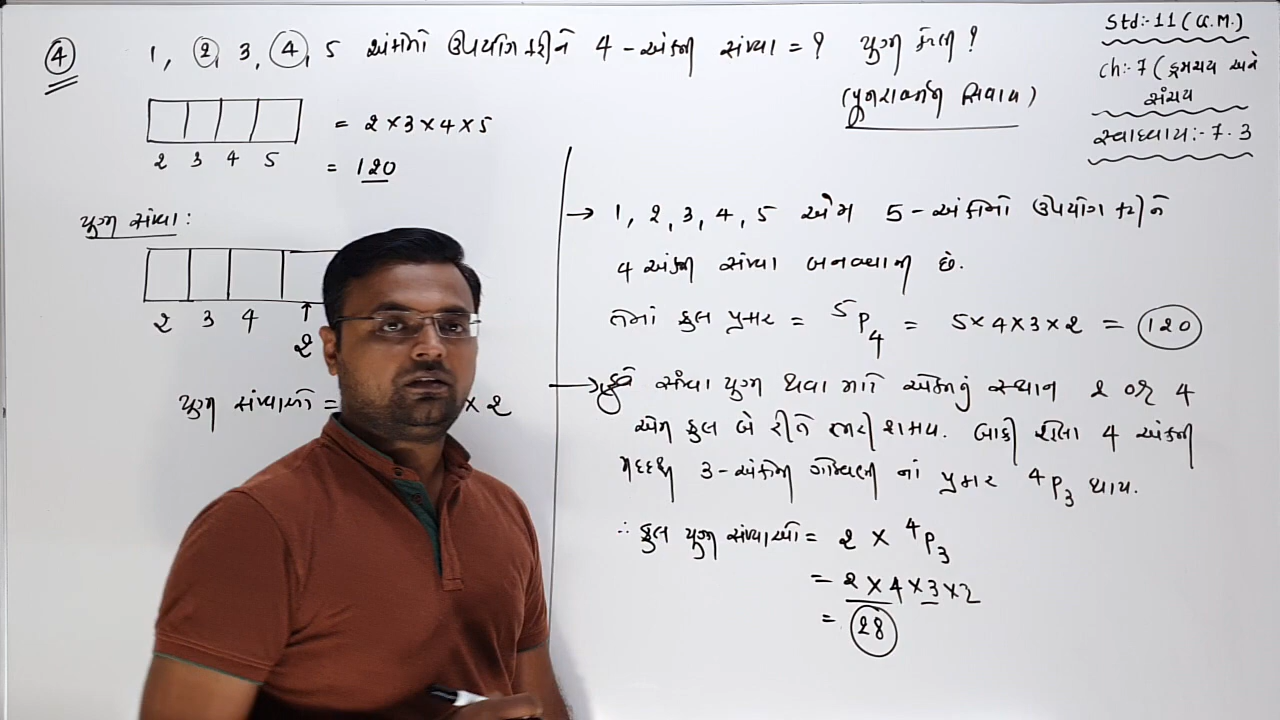 ④ 1, 2, 3, 4, 5 અંકોનો ઉપયોગ કરીને 4-અંકની સંખ્યા = ? યુગ્મ કેટલી ?
(પુનરાવર્તન સિવાય)
Std:- 11 (G.M.)
ch:- 7 (ક્રમચય અને
સંચય
સ્વાધ્યાય:- 7.3
= 2×3×4×5
2 3 4 5
= 120
યુગ્મ સંખ્યા:
2 3 4
2
યુગ્મ સંખ્યાઓ = × 2
→ 1, 2, 3, 4, 5 એમ 5-અંકોનો ઉપયોગ કરીને
4 અંકની સંખ્યા બનાવવાની છે.
તેમાં કુલ પ્રકાર = ⁵P₄ = 5×4×3×2 = 120
→ હવે સંખ્યા યુગ્મ થવા માટે એકમનું સ્થાન 2 or 4
એમ કુલ બે રીતે ભરી શકાય. બાકી રહેલા 4 અંકની
મદદથી 3-અંકોની ગોઠવણી નાં પ્રકાર ⁴P₃ થાય.
∴ કુલ યુગ્મ સંખ્યાઓ = 2 × ⁴P₃
= 2×4×3×2
= 28